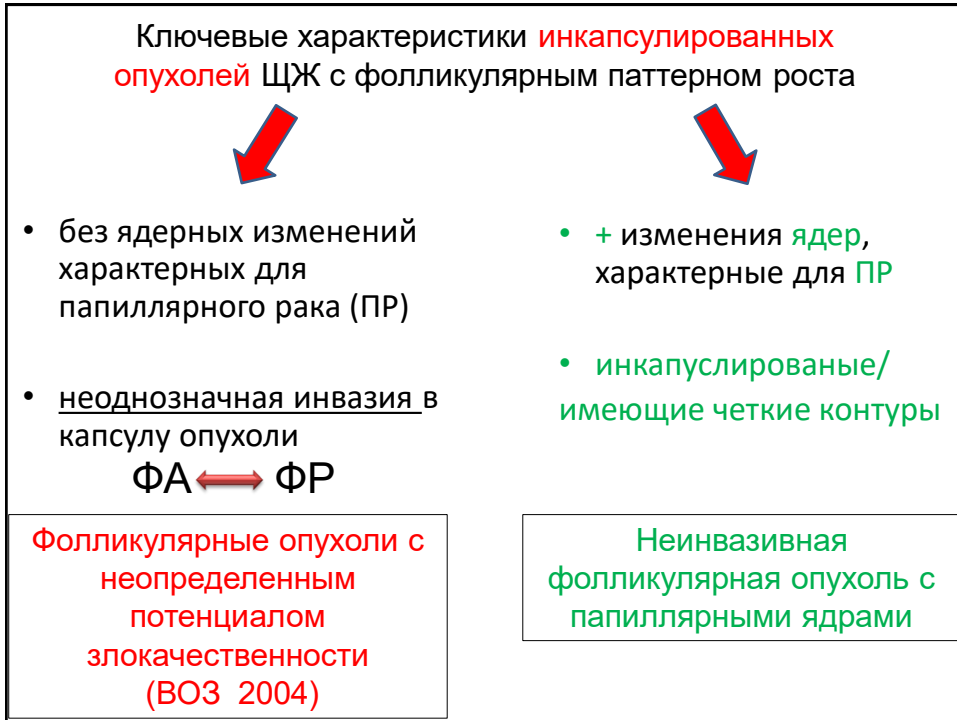 Ключевые характеристики инкапсулированных
опухолей ЩЖ с фолликулярным паттерном роста
• без ядерных изменений
характерных для
папиллярного рака (ПР)
• неоднозначная инвазия в
капсулу опухоли
ФА ⟷ ФР
Фолликулярные опухоли с
неопределенным
потенциалом
злокачественности
(ВОЗ 2004)
• + изменения ядер,
характерные для ПР
• инкапуслированые/
имеющие четкие контуры
Неинвазивная
фолликулярная опухоль с
папиллярными ядрами